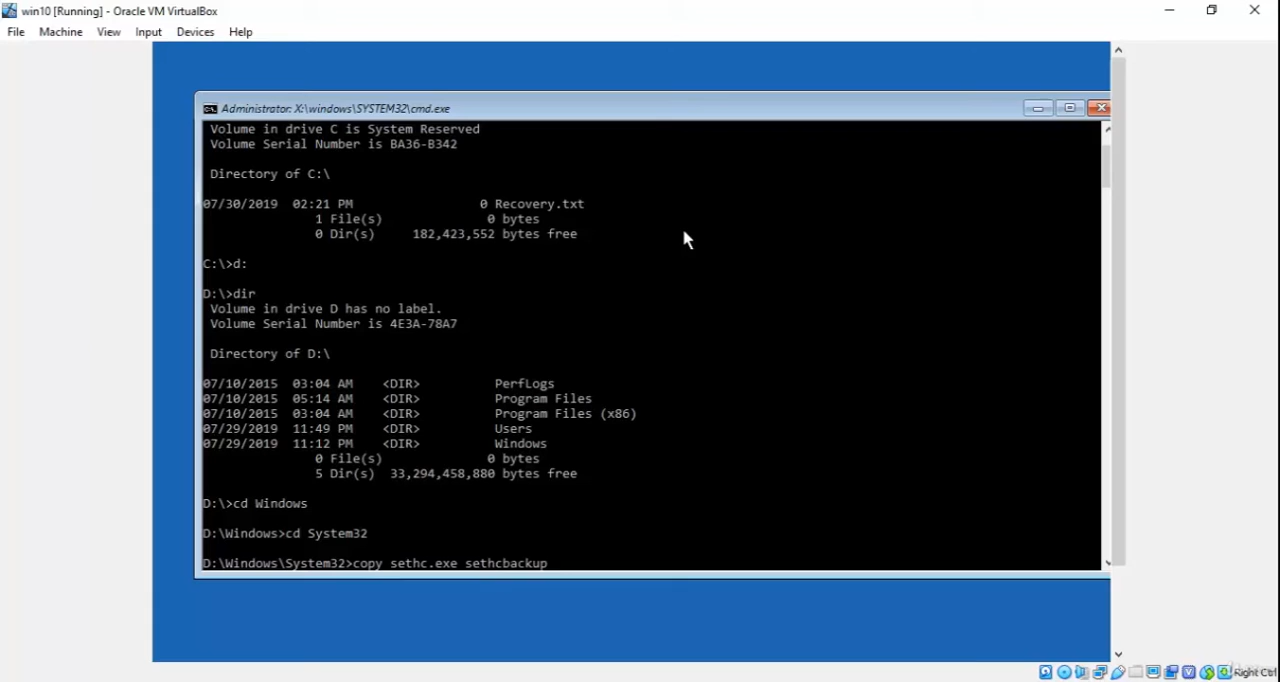 win10 [Running] - Oracle VM VirtualBox
File Machine View Input Devices Help
Administrator: X:\windows\SYSTEM32\cmd.exe
Volume in drive C is System Reserved
Volume Serial Number is BA36-B342
Directory of C:\
07/30/2019 02:21 PM 0 Recovery.txt
1 File(s) 0 bytes
0 Dir(s) 182,423,552 bytes free
C:\>d:
D:\>dir
Volume in drive D has no label.
Volume Serial Number is 4E3A-78A7
Directory of D:\
07/10/2015 03:04 AM <DIR> PerfLogs
07/10/2015 05:14 AM <DIR> Program Files
07/10/2015 03:04 AM <DIR> Program Files (x86)
07/29/2019 11:49 PM <DIR> Users
07/29/2019 11:12 PM <DIR> Windows
0 File(s) 0 bytes
5 Dir(s) 33,294,458,880 bytes free
D:\>cd Windows
D:\Windows>cd System32
D:\Windows\System32>copy sethc.exe sethcbackup
Right Ctrl